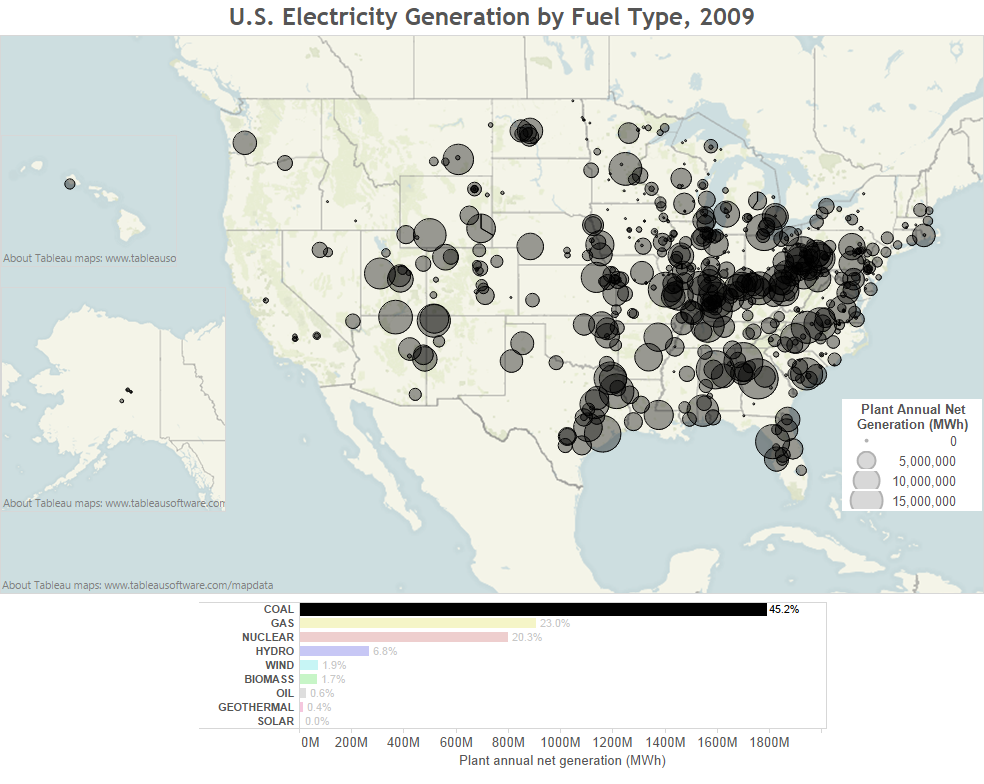 U.S. Electricity Generation by Fuel Type, 2009
About Tableau maps: www.tableauso
About Tableau maps: www.tableausoftware.com
About Tableau maps: www.tableausoftware.com/mapdata
Plant Annual Net
Generation (MWh)
0
5,000,000
10,000,000
15,000,000
COAL 45.2%
GAS 23.0%
NUCLEAR 20.3%
HYDRO 6.8%
WIND 1.9%
BIOMASS 1.7%
OIL 0.6%
GEOTHERMAL 0.4%
SOLAR 0.0%
0M 200M 400M 600M 800M 1000M 1200M 1400M 1600M 1800M
Plant annual net generation (MWh)